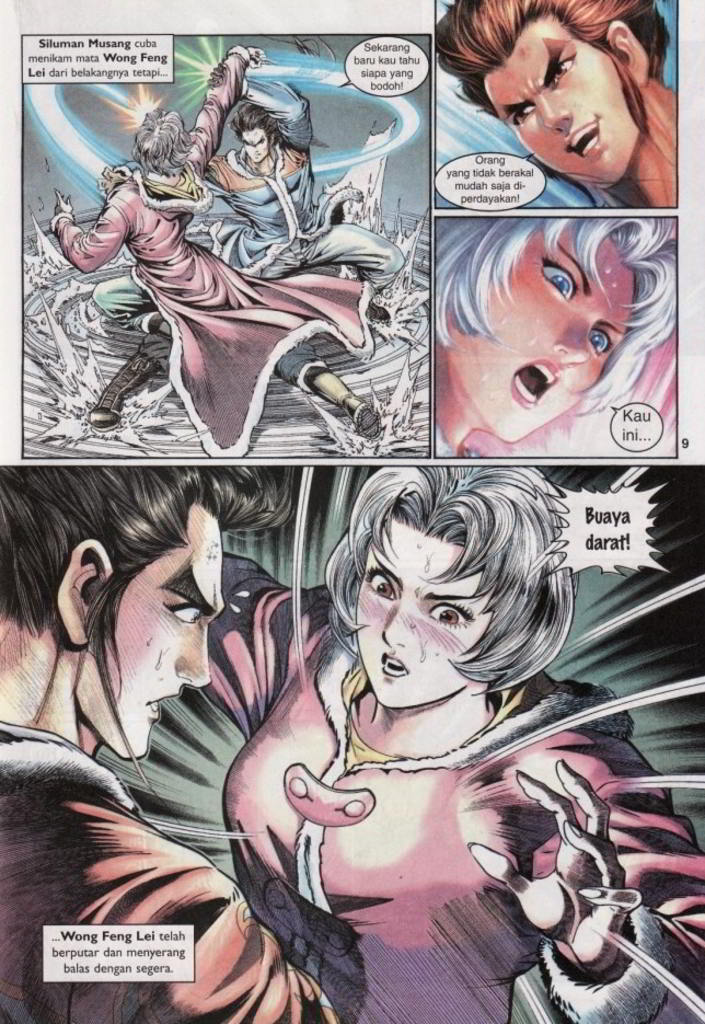 Siluman Musang cuba
menikam mata Wong Feng
Lei dari belakangnya tetapi...
Sekarang
baru kau tahu
siapa yang
bodoh!
Orang
yang tidak berakal
mudah saja di-
perdayakan!
Kau
ini...
9
Buaya
darat!
...Wong Feng Lei telah
berputar dan menyerang
balas dengan segera.